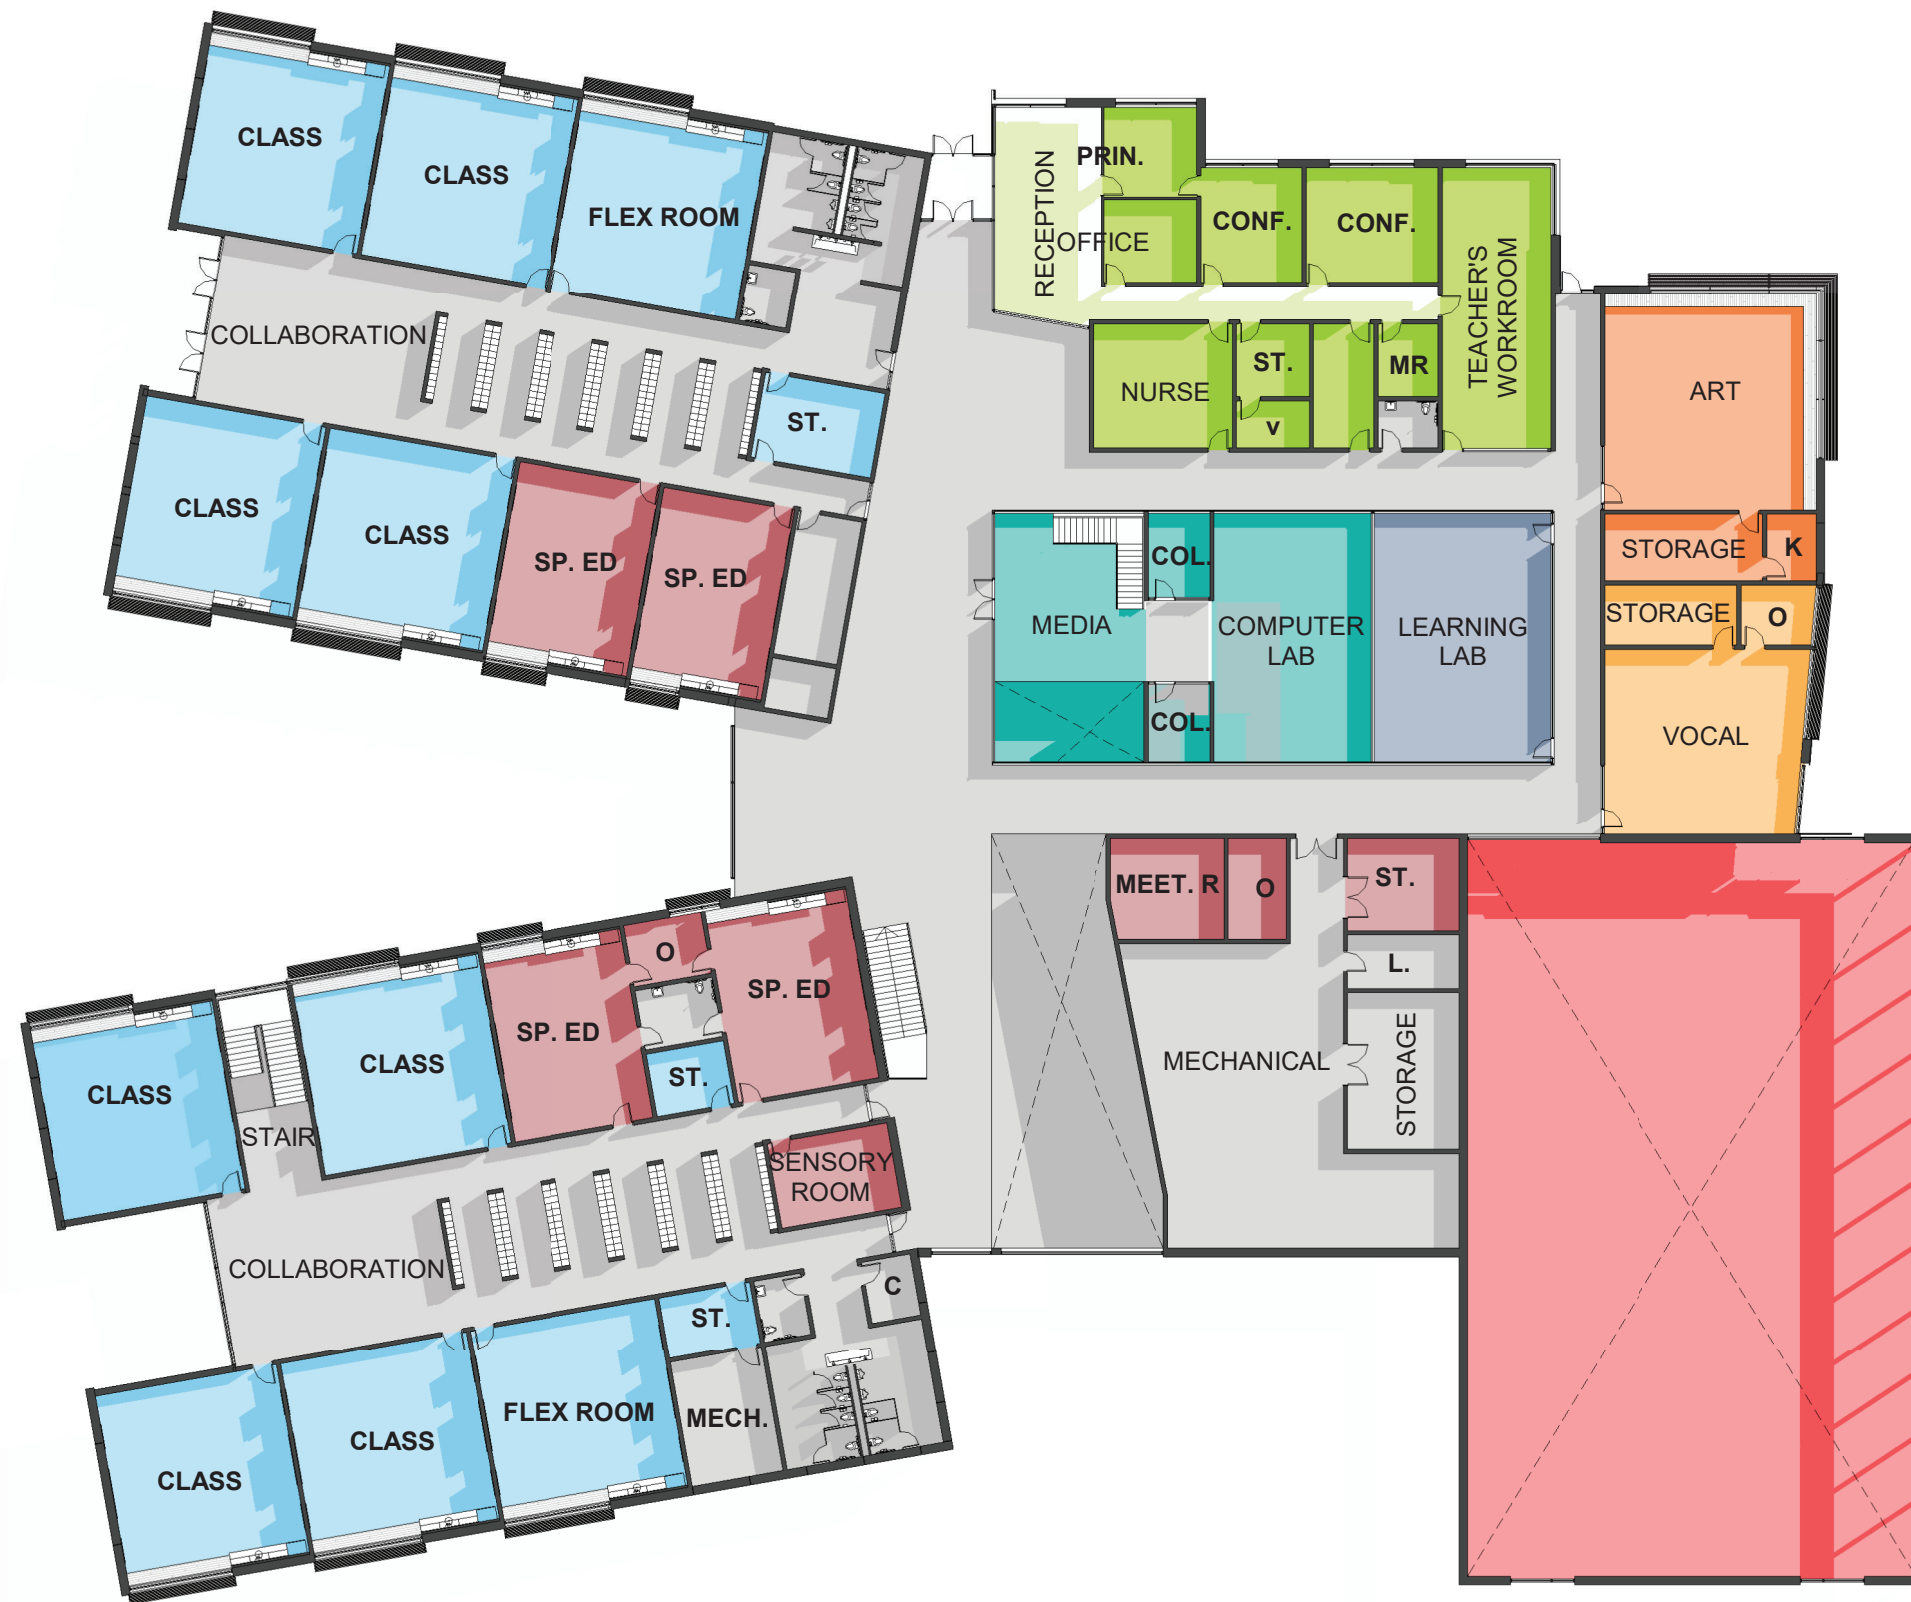 CLASS
CLASS
FLEX ROOM
COLLABORATION
ST.
CLASS
CLASS
SP. ED
SP. ED
RECEPTION
PRIN.
OFFICE
CONF.
CONF.
TEACHER'S
WORKROOM
NURSE
ST.
V
MR
ART
STORAGE
K
STORAGE
O
VOCAL
MEDIA
COL.
COL.
COMPUTER
LAB
LEARNING
LAB
MEET. R
O
ST.
L.
MECHANICAL
STORAGE
CLASS
STAIR
CLASS
SP. ED
O
ST.
SP. ED
SENSORY
ROOM
COLLABORATION
C
ST.
CLASS
CLASS
FLEX ROOM
MECH.